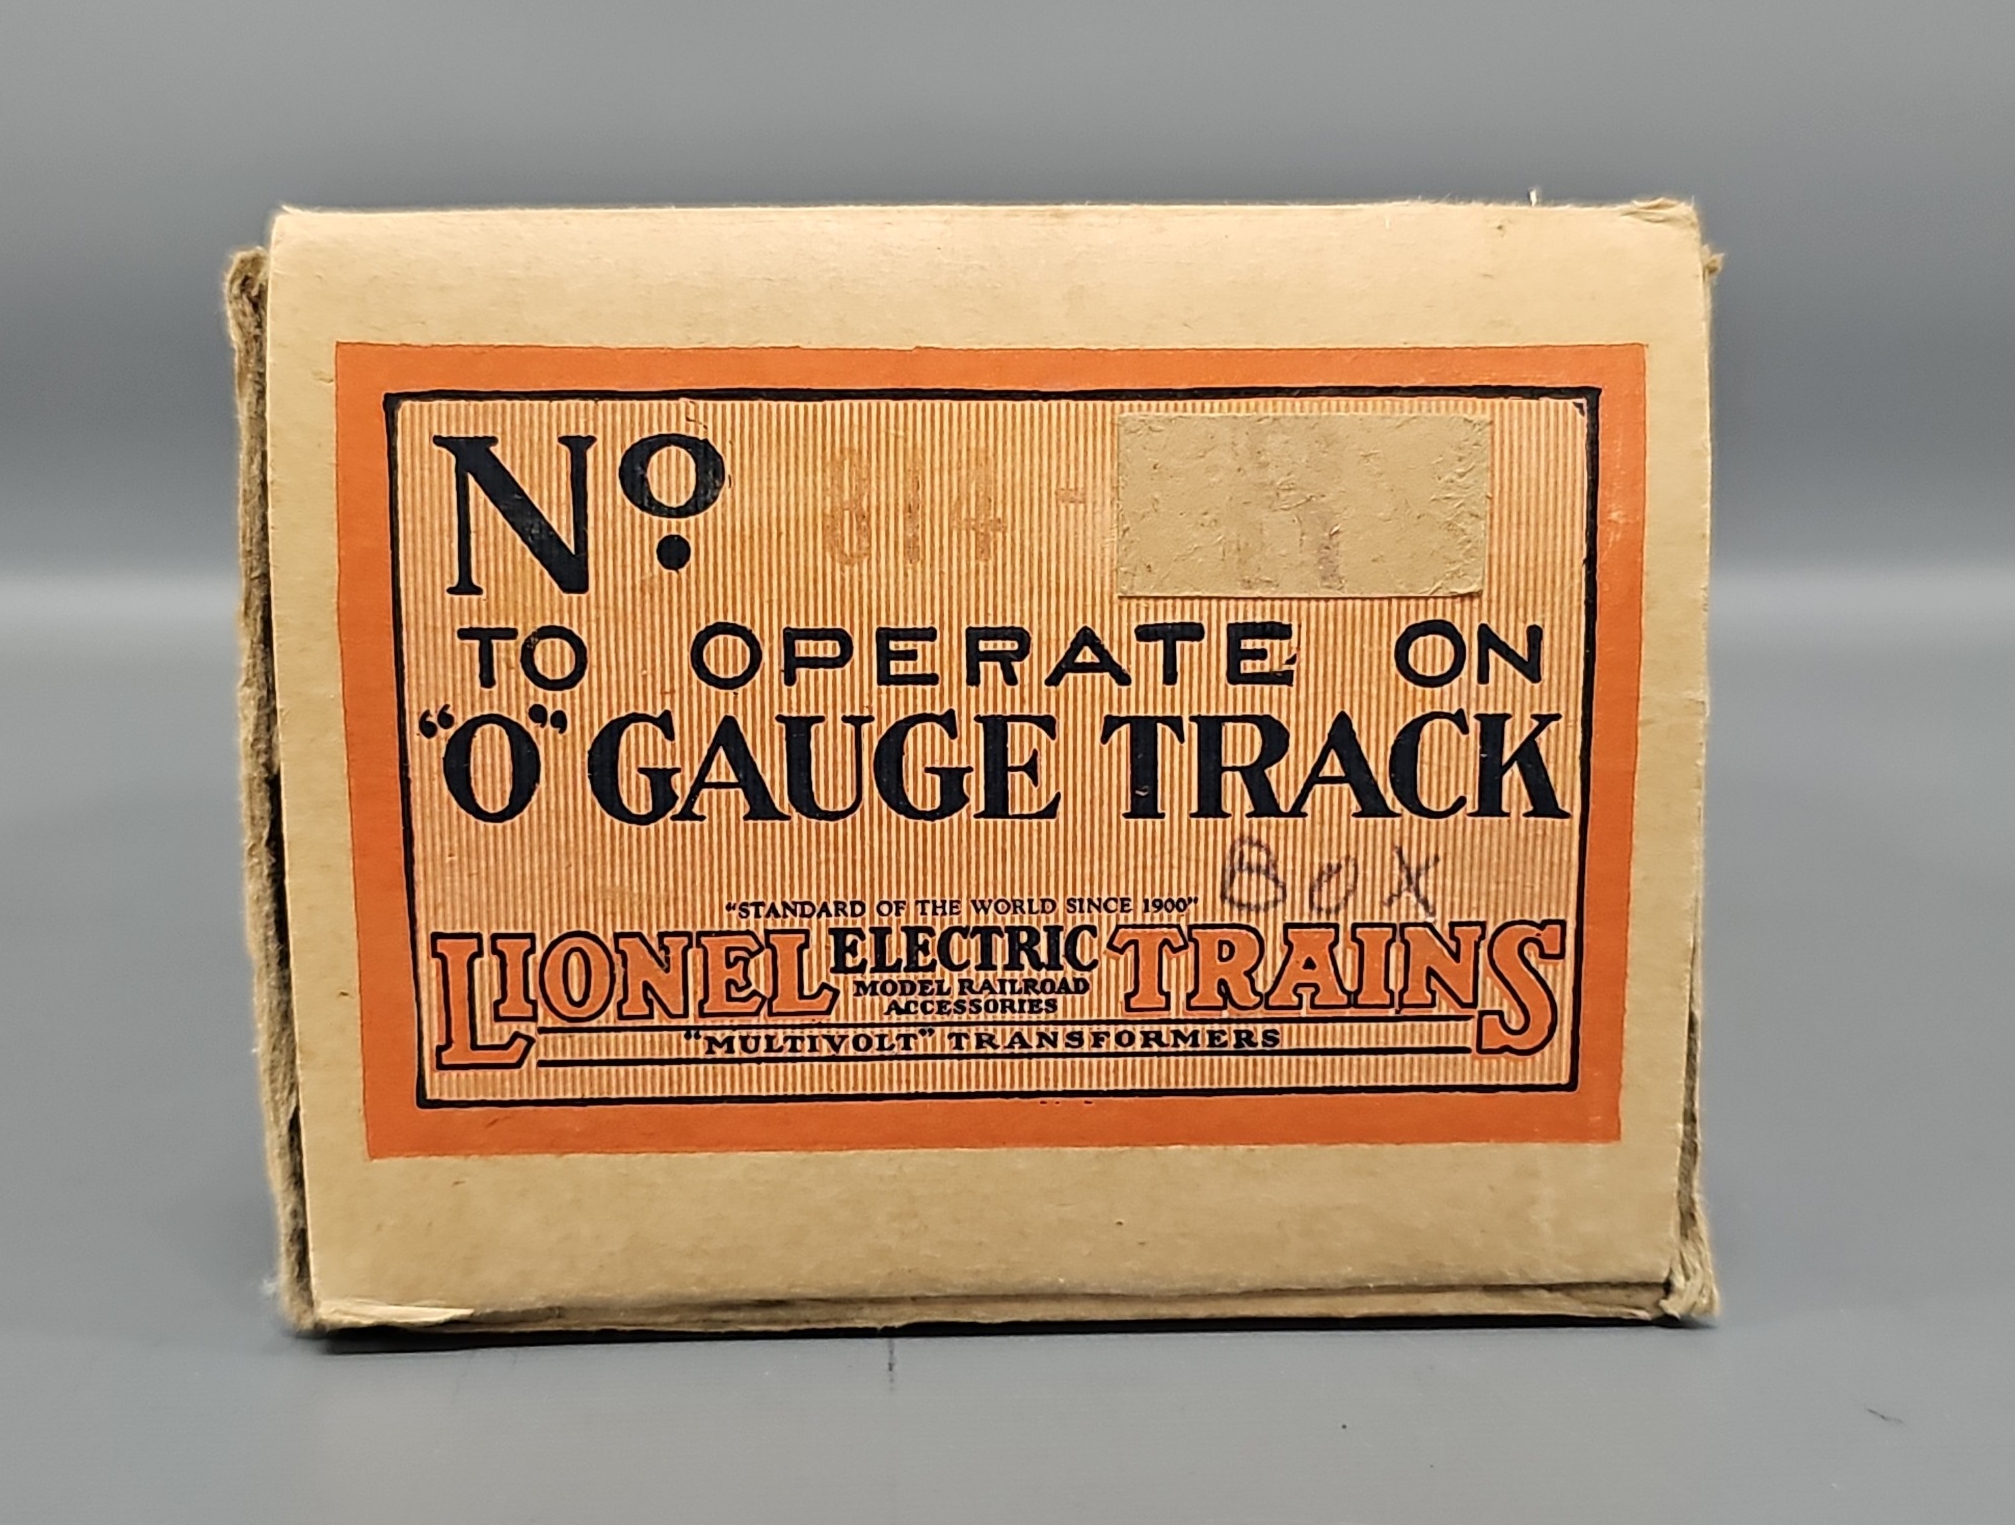 No. 814 -
TO OPERATE ON
"O" GAUGE TRACK
BOX
"STANDARD OF THE WORLD SINCE 1900"
LIONEL ELECTRIC TRAINS
MODEL RAILROAD
ACCESSORIES
"MULTIVOLT" TRANSFORMERS